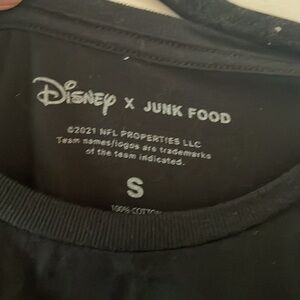 Disney X JUNK FOOD
©2021 NFL PROPERTIES LLC
Team names/logos are trademarks
of the team indicated.
S
100% COTTON